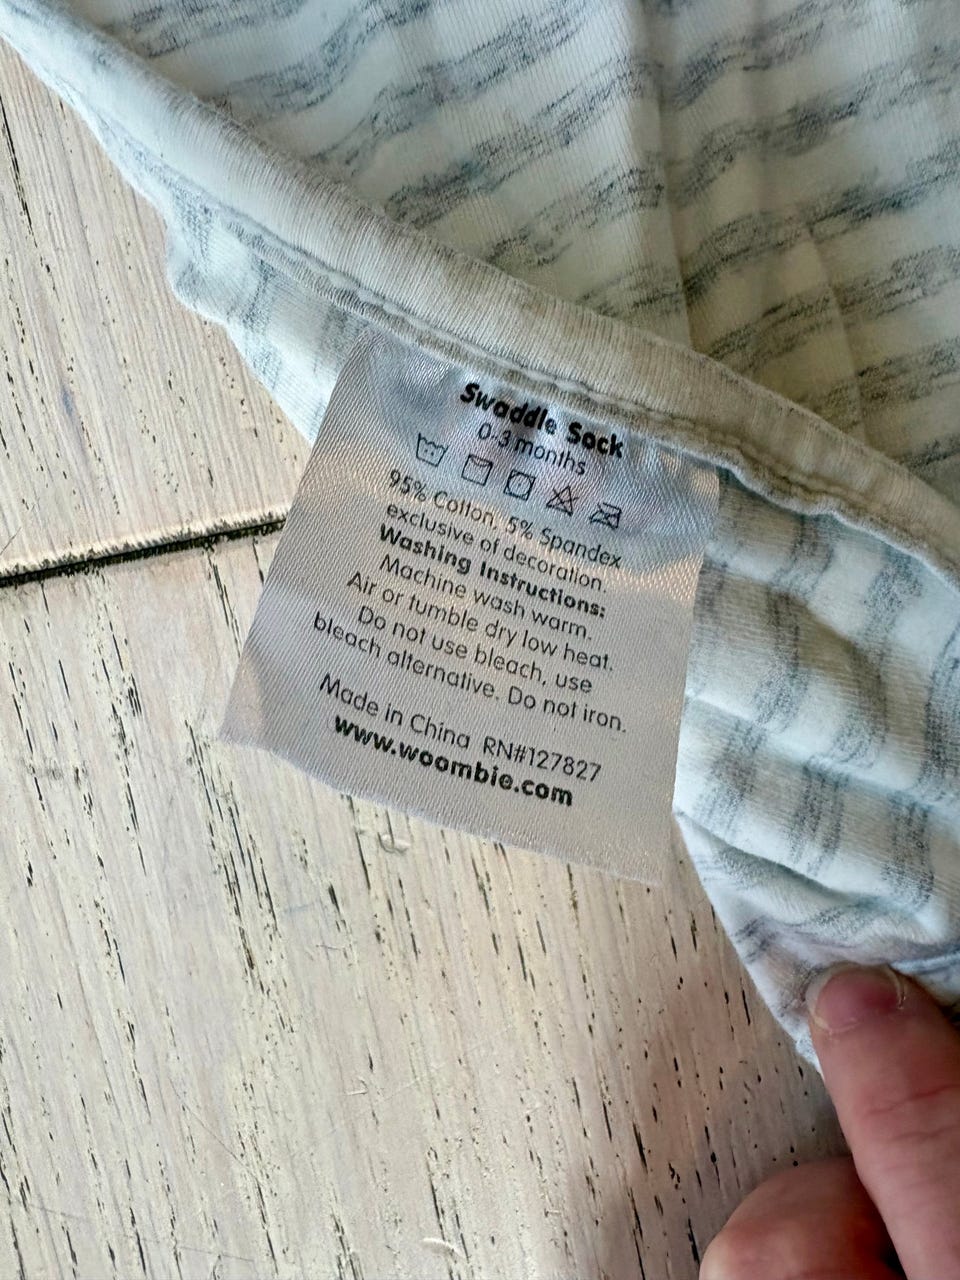 Swaddle Sock
0-3 months
95% Cotton, 5% Spandex
exclusive of decoration.
Washing Instructions:
Machine wash warm.
Air or tumble dry low heat.
Do not use bleach, use
bleach alternative. Do not iron.
Made in China RN#127827
www.woombie.com